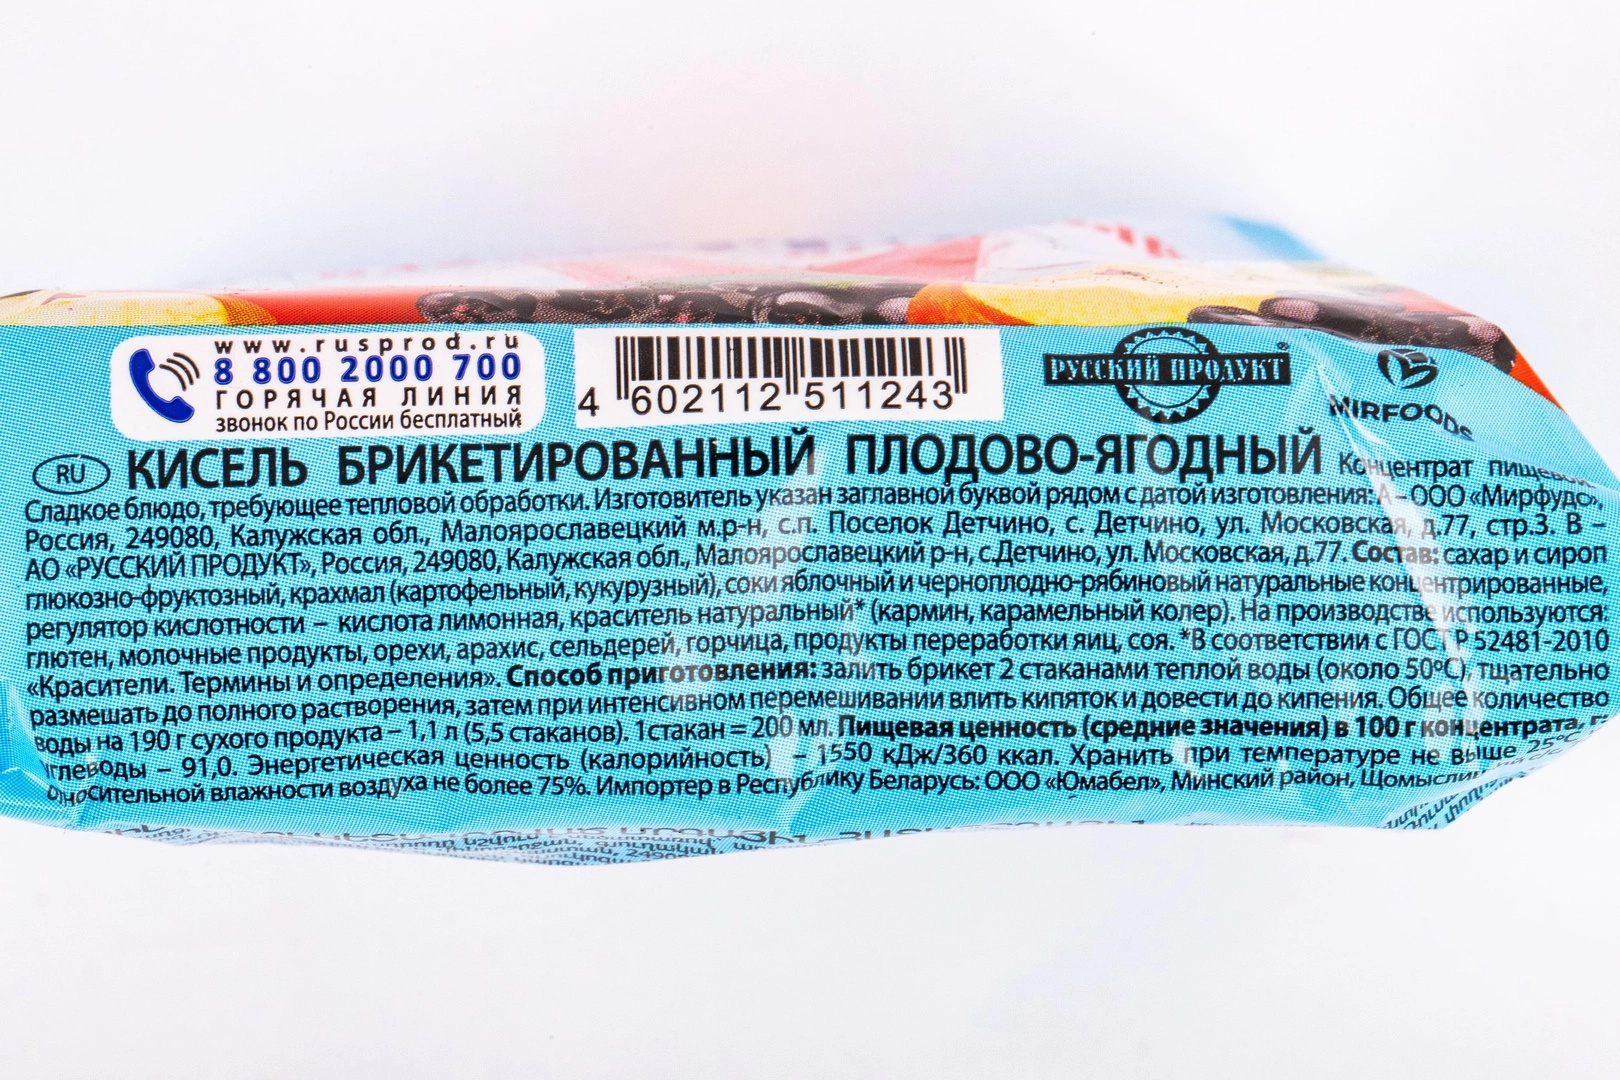 www.rusprod.ru
8 800 2000 700
ГОРЯЧАЯ ЛИНИЯ
звонок по России бесплатный
4 602112 511243
РУССКИЙ ПРОДУКТ®
MIRFOODS
RU КИСЕЛЬ БРИКЕТИРОВАННЫЙ ПЛОДОВО-ЯГОДНЫЙ Концентрат
Сладкое блюдо, требующее тепловой обработки. Изготовитель указан заглавной буквой рядом с датой изготовления: А – ООО «Мирфудс»,
Россия, 249080, Калужская обл., Малоярославецкий м.р-н, с.п. Поселок Детчино, с. Детчино, ул. Московская, д.77, стр.3. В –
АО «РУССКИЙ ПРОДУКТ», Россия, 249080, Калужская обл., Малоярославецкий р-н, с.Детчино, ул. Московская, д.77. Состав: сахар и сироп
глюкозно-фруктозный, крахмал (картофельный, кукурузный), соки яблочный и черноплодно-рябиновый натуральные концентрированные,
регулятор кислотности – кислота лимонная, краситель натуральный* (кармин, карамельный колер). На производстве используются:
глютен, молочные продукты, орехи, арахис, сельдерей, горчица, продукты переработки яиц, соя. *В соответствии с ГОСТ Р 52481-2010
«Красители. Термины и определения». Способ приготовления: залить брикет 2 стаканами теплой воды (около 50°С), тщательно
размешать до полного растворения, затем при интенсивном перемешивании влить кипяток и довести до кипения. Общее количество
воды на 190 г сухого продукта – 1,1 л (5,5 стаканов). 1стакан = 200 мл. Пищевая ценность (средние значения) в 100 г концентрата,
углеводы – 91,0. Энергетическая ценность (калорийность) – 1550 кДж/360 ккал. Хранить при температуре не выше 25°С
относительной влажности воздуха не более 75%. Импортер в Республику Беларусь: ООО «Юмабел», Минский район,